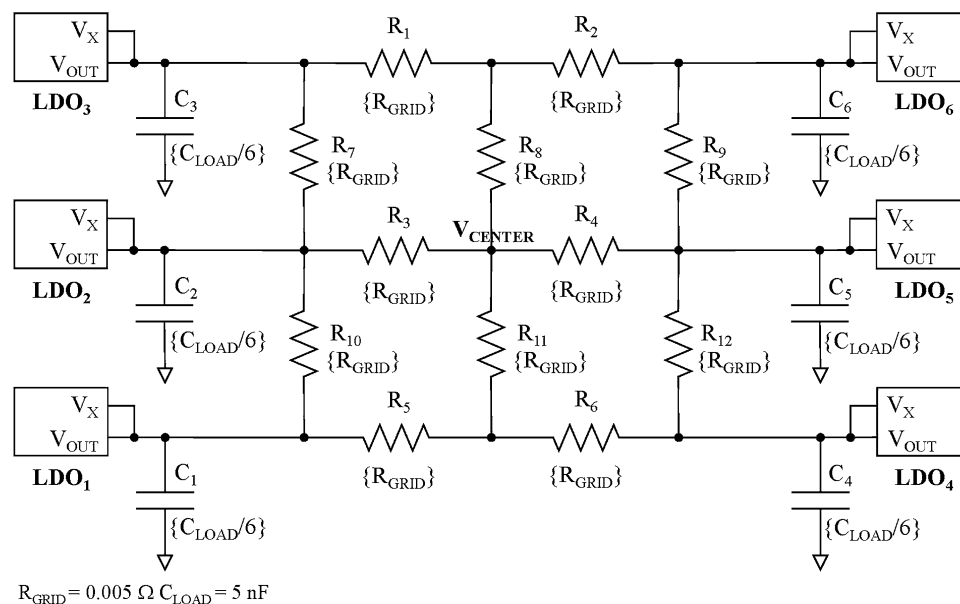 V_X
V_OUT
LDO_3
C_3
{C_LOAD/6}
R_1
{R_GRID}
R_2
{R_GRID}
V_X
V_OUT
LDO_6
C_6
{C_LOAD/6}
R_7
{R_GRID}
R_8
{R_GRID}
R_9
{R_GRID}
V_X
V_OUT
LDO_2
C_2
{C_LOAD/6}
R_3
{R_GRID}
V_CENTER
R_4
{R_GRID}
V_X
V_OUT
LDO_5
C_5
{C_LOAD/6}
R_10
{R_GRID}
R_11
{R_GRID}
R_12
{R_GRID}
V_X
V_OUT
LDO_1
C_1
{C_LOAD/6}
R_5
{R_GRID}
R_6
{R_GRID}
V_X
V_OUT
LDO_4
C_4
{C_LOAD/6}
R_GRID = 0.005 Ω C_LOAD = 5 nF